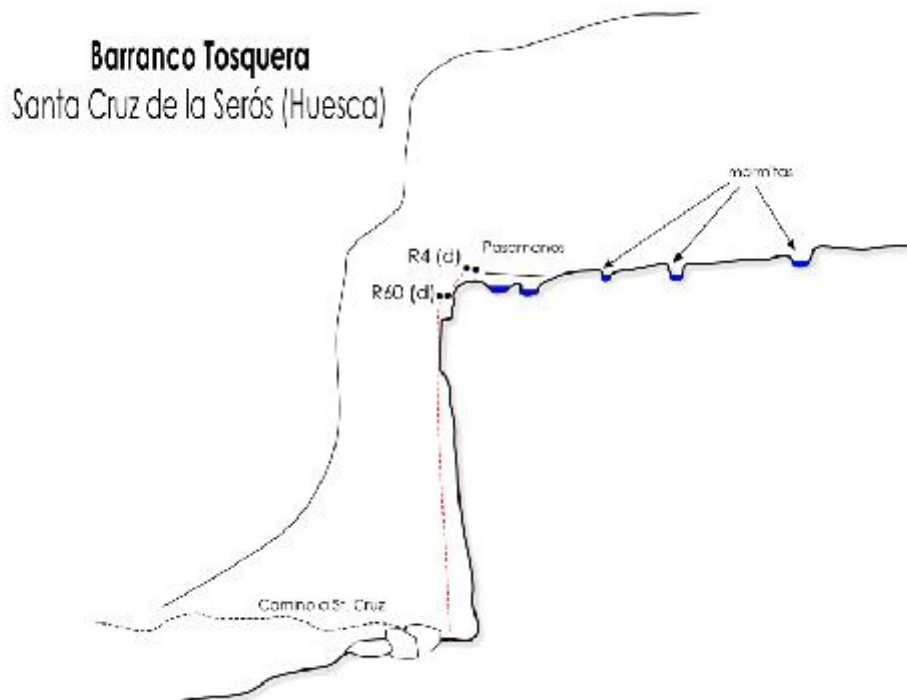 Barranco Tosquera
Santa Cruz de la Serós (Huesca)
marmitas
R4 (d)
Pasamanos
R60 (d)
Camino a St. Cruz